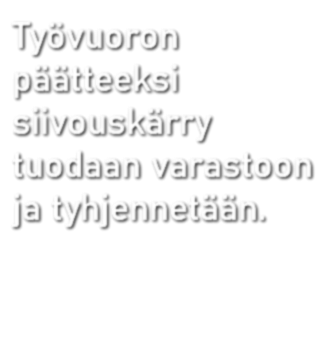 Työvuoron
päätteeksi
siivouskärry
tuodaan varastoon
ja tyhjennetään.